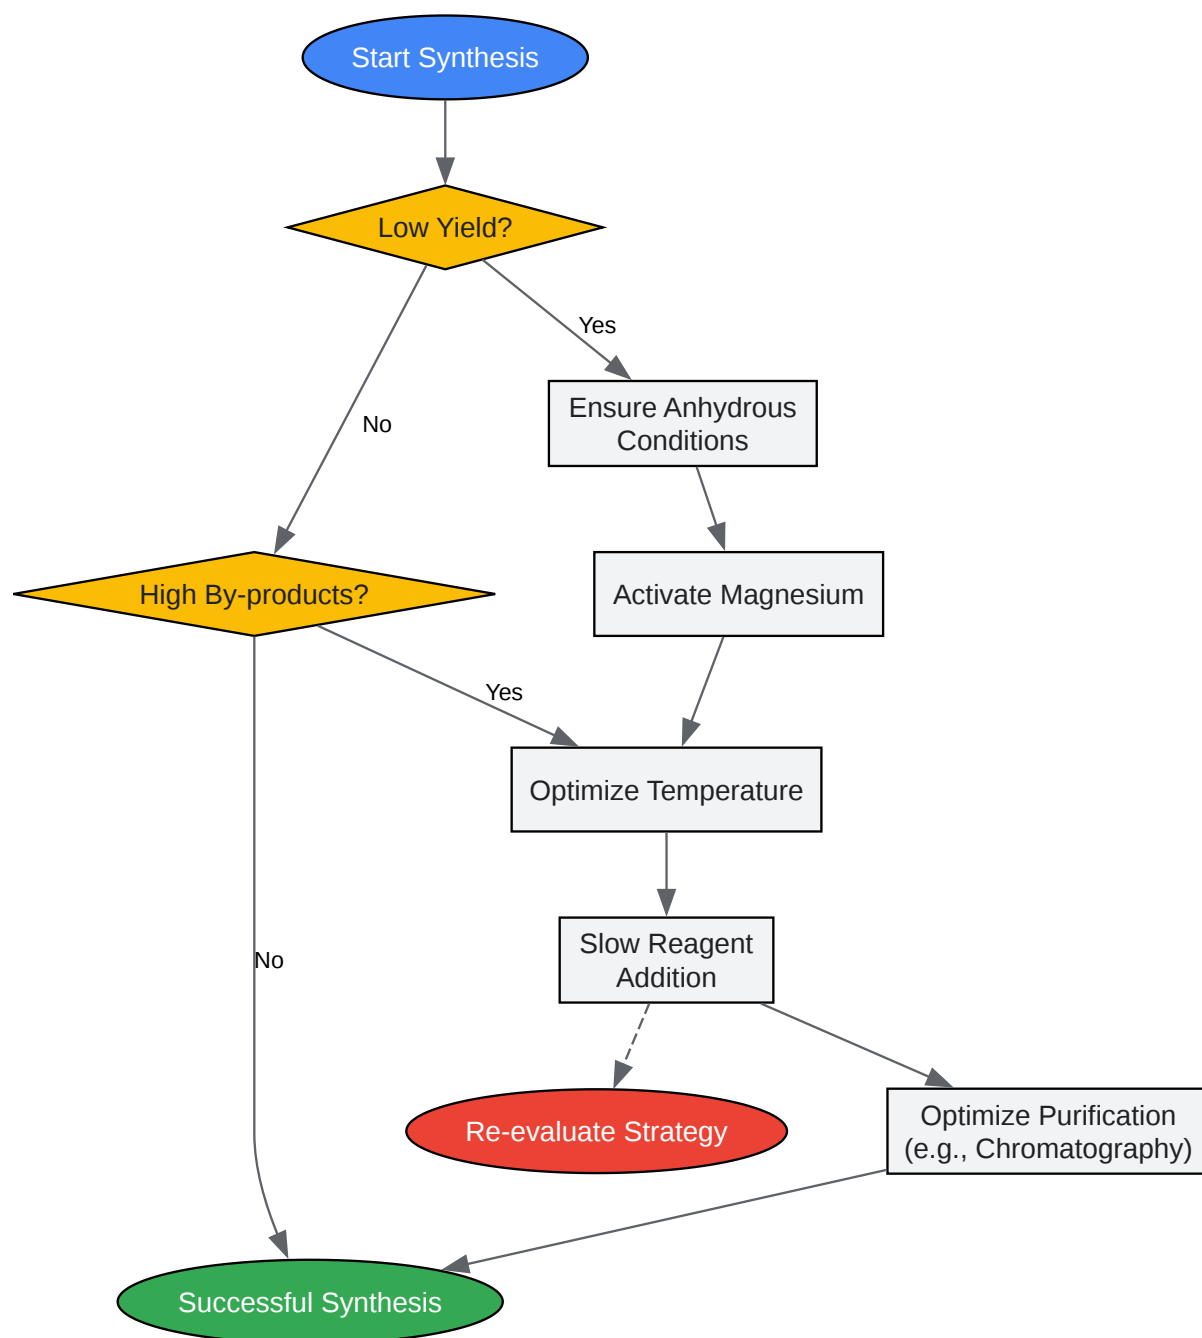 Start Synthesis
Low Yield?
Yes
Ensure Anhydrous
Conditions
No
Activate Magnesium
High By-products?
Yes
Optimize Temperature
Slow Reagent
Addition
No
Re-evaluate Strategy
Optimize Purification
(e.g., Chromatography)
Successful Synthesis